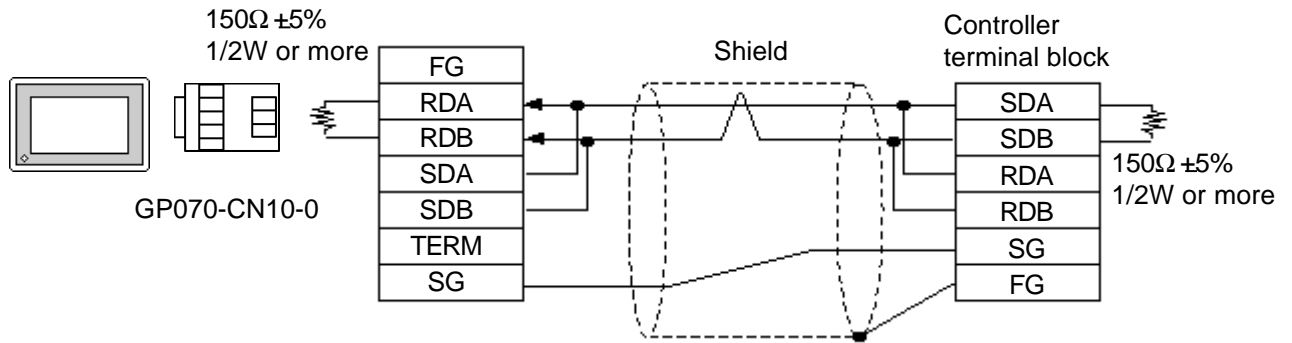 150Ω ±5%
1/2W or more
GP070-CN10-0
FG
RDA
RDB
SDA
SDB
TERM
SG
Shield
Controller
terminal block
SDA
SDB
RDA
RDB
SG
FG
150Ω ±5%
1/2W or more